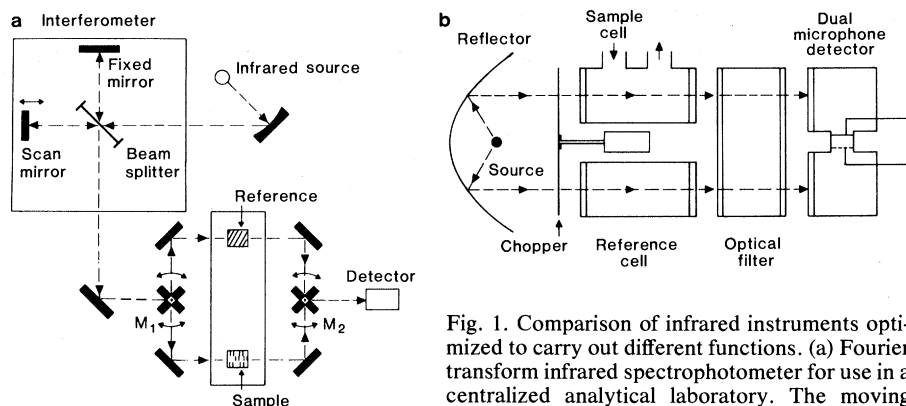 a
Interferometer
Fixed
mirror
Infrared source
Scan
mirror
Beam
splitter
Reference
Detector
M1
M2
Sample
b
Reflector
Sample
cell
Dual
microphone
detector
Source
Chopper
Reference
cell
Optical
filter
Fig. 1. Comparison of infrared instruments opti-
mized to carry out different functions. (a) Fourier
transform infrared spectrophotometer for use in a
centralized analytical laboratory. The moving